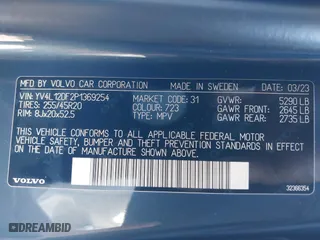 MFD BY VOLVO CAR CORPORATION IN SWEDEN 03/23
VIN: YV4L12DF2P1369254 MARKET: 31 GVWR: 5290 LB
TIRES: 255/45R20 COLOUR: 723 GAWR FRONT: 2645 LB
RIM: 8Jx20x52.5 TYPE: MPV GAWR REAR: 2735 LB
THIS VEHICLE CONFORMS TO ALL APPLICABLE FEDERAL MOTOR
VEHICLE SAFETY, BUMPER AND THEFT PREVENTION STANDARDS IN
EFFECT ON THE DATE OF MANUFACTURE SHOWN ABOVE.
VOLVO
32366354
DREAMBID